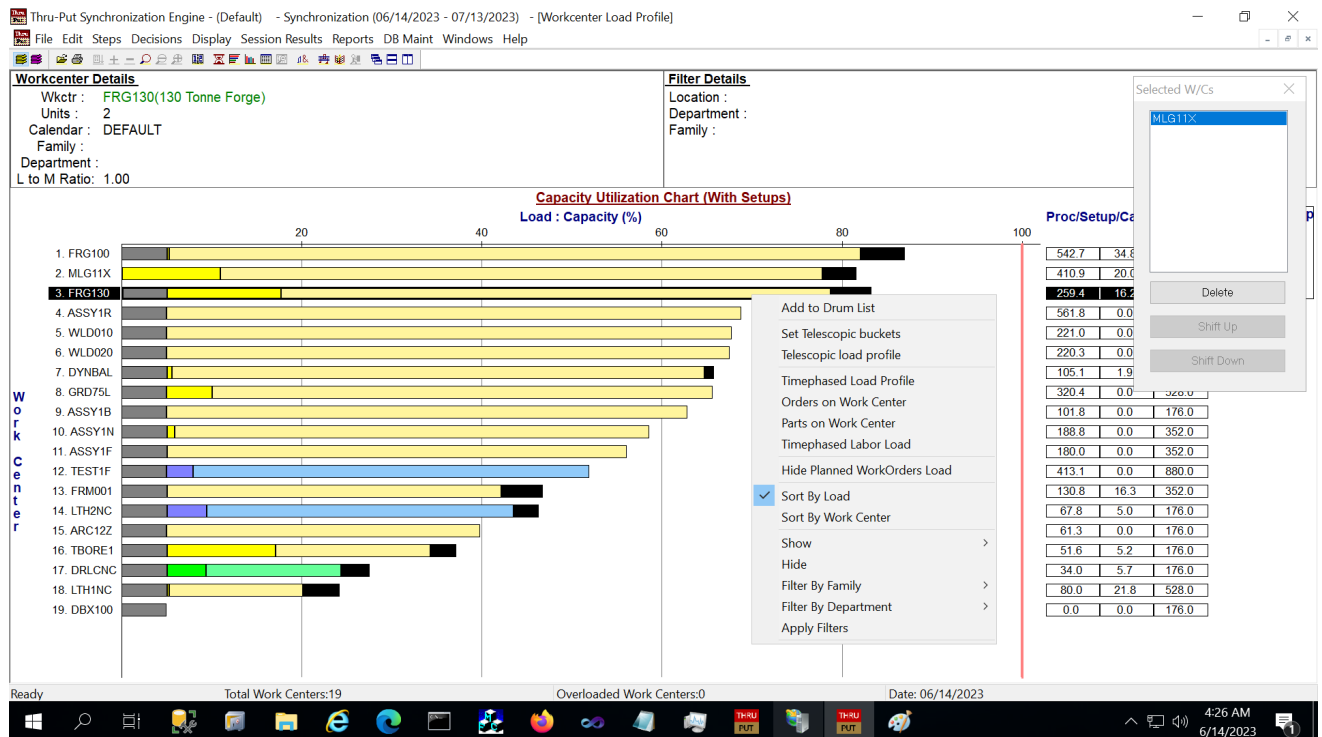 Thru-Put Synchronization Engine - (Default) - Synchronization (06/14/2023 - 07/13/2023) - [Workcenter Load Profile]
File Edit Steps Decisions Display Session Results Reports DB Maint Windows Help
Workcenter Details
Wkctr : FRG130(130 Tonne Forge)
Units : 2
Calendar : DEFAULT
Family :
Department :
L to M Ratio: 1.00
Filter Details
Location :
Department :
Family :
Selected W/Cs
MLG11X
Delete
Shift Up
Shift Down
Capacity Utilization Chart (With Setups)
Load : Capacity (%)
Proc/Setup/Ca
p
20 40 60 80 100
Work Center
1. FRG100 542.7 34.8
2. MLG11X 410.9 20.0
3. FRG130 259.4 16.2
4. ASSY1R 561.8 0.0
5. WLD010 221.0 0.0
6. WLD020 220.3 0.0
7. DYNBAL 105.1 1.9
8. GRD75L 320.4 0.0 528.0
9. ASSY1B 101.8 0.0 176.0
10. ASSY1N 188.8 0.0 352.0
11. ASSY1F 180.0 0.0 352.0
12. TEST1F 413.1 0.0 880.0
13. FRM001 130.8 16.3 352.0
14. LTH2NC 67.8 5.0 176.0
15. ARC12Z 61.3 0.0 176.0
16. TBORE1 51.6 5.2 176.0
17. DRLCNC 34.0 5.7 176.0
18. LTH1NC 80.0 21.8 528.0
19. DBX100 0.0 0.0 176.0
Add to Drum List
Set Telescopic buckets
Telescopic load profile
Timephased Load Profile
Orders on Work Center
Parts on Work Center
Timephased Labor Load
Hide Planned WorkOrders Load
Sort By Load
Sort By Work Center
Show
Hide
Filter By Family
Filter By Department
Apply Filters
Ready Total Work Centers:19 Overloaded Work Centers:0 Date: 06/14/2023
THRU PUT
THRU PUT
4:26 AM
6/14/2023
1